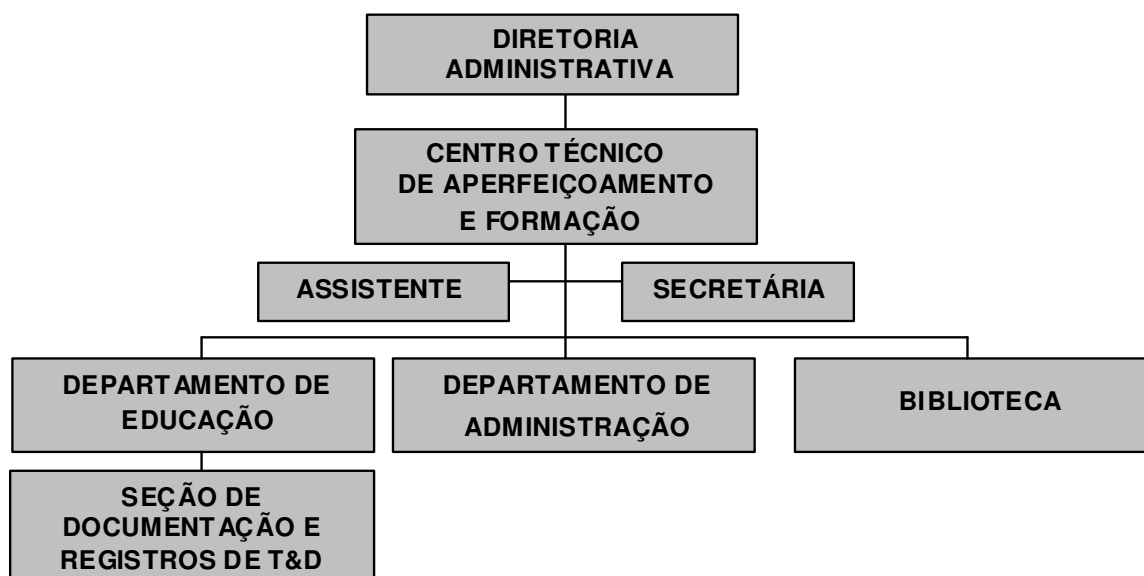 DIRETORIA
ADMINISTRATIVA
CENTRO TÉCNICO
DE APERFEIÇOAMENTO
E FORMAÇÃO
ASSISTENTE
SECRETÁRIA
DEPARTAMENTO DE
EDUCAÇÃO
DEPARTAMENTO DE
ADMINISTRAÇÃO
BIBLIOTECA
SEÇÃO DE
DOCUMENTAÇÃO E
REGISTROS DE T&D